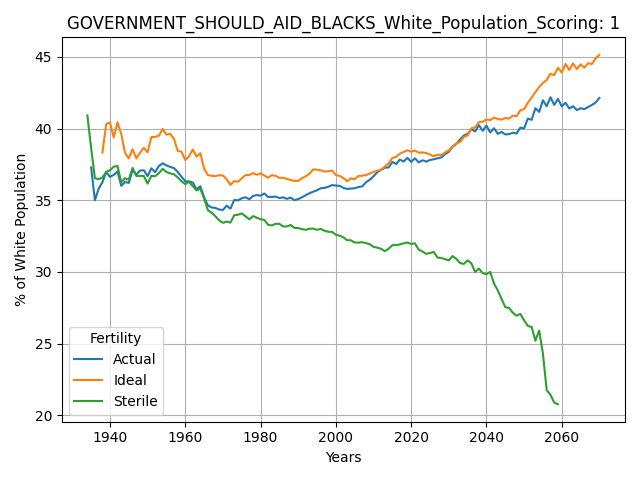 GOVERNMENT_SHOULD_AID_BLACKS_White_Population_Scoring: 1
% of White Population
45
40
35
30
25
20
Fertility
Actual
Ideal
Sterile
1940 1960 1980 2000 2020 2040 2060
Years